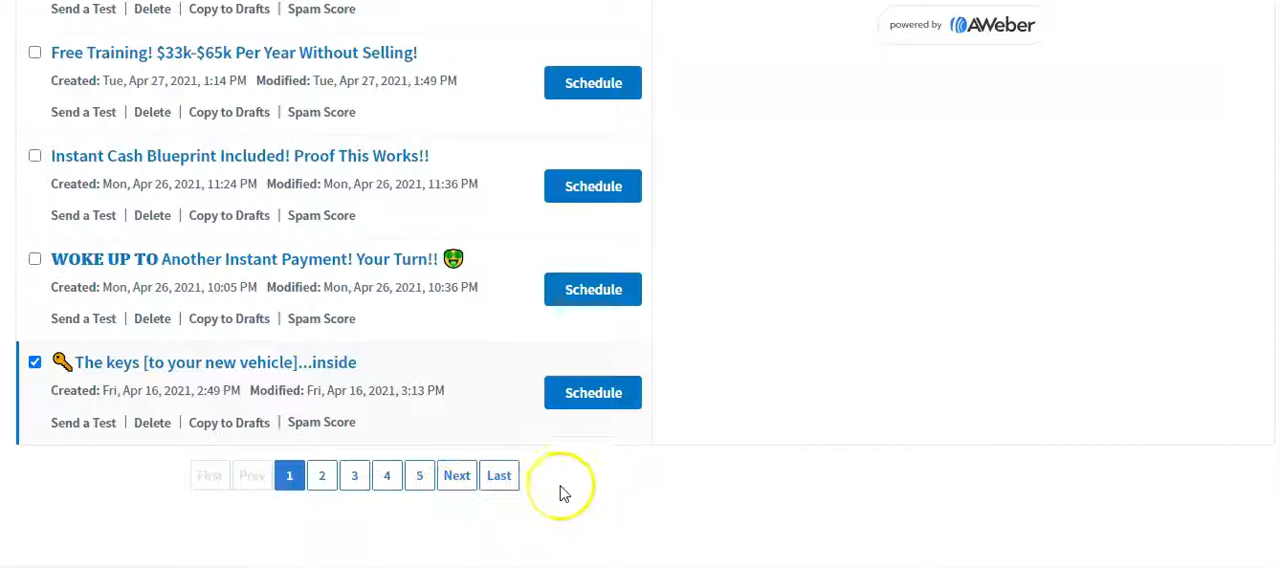 Send a Test | Delete | Copy to Drafts | Spam Score
powered by AWeber
Free Training! $33k-$65k Per Year Without Selling!
Created: Tue, Apr 27, 2021, 1:14 PM Modified: Tue, Apr 27, 2021, 1:49 PM
Schedule
Send a Test | Delete | Copy to Drafts | Spam Score
Instant Cash Blueprint Included! Proof This Works!!
Created: Mon, Apr 26, 2021, 11:24 PM Modified: Mon, Apr 26, 2021, 11:36 PM
Schedule
Send a Test | Delete | Copy to Drafts | Spam Score
WOKE UP TO Another Instant Payment! Your Turn!! 🤑
Created: Mon, Apr 26, 2021, 10:05 PM Modified: Mon, Apr 26, 2021, 10:36 PM
Schedule
Send a Test | Delete | Copy to Drafts | Spam Score
🔑The keys [to your new vehicle]...inside
Created: Fri, Apr 16, 2021, 2:49 PM Modified: Fri, Apr 16, 2021, 3:13 PM
Schedule
Send a Test | Delete | Copy to Drafts | Spam Score
First Prev 1 2 3 4 5 Next Last